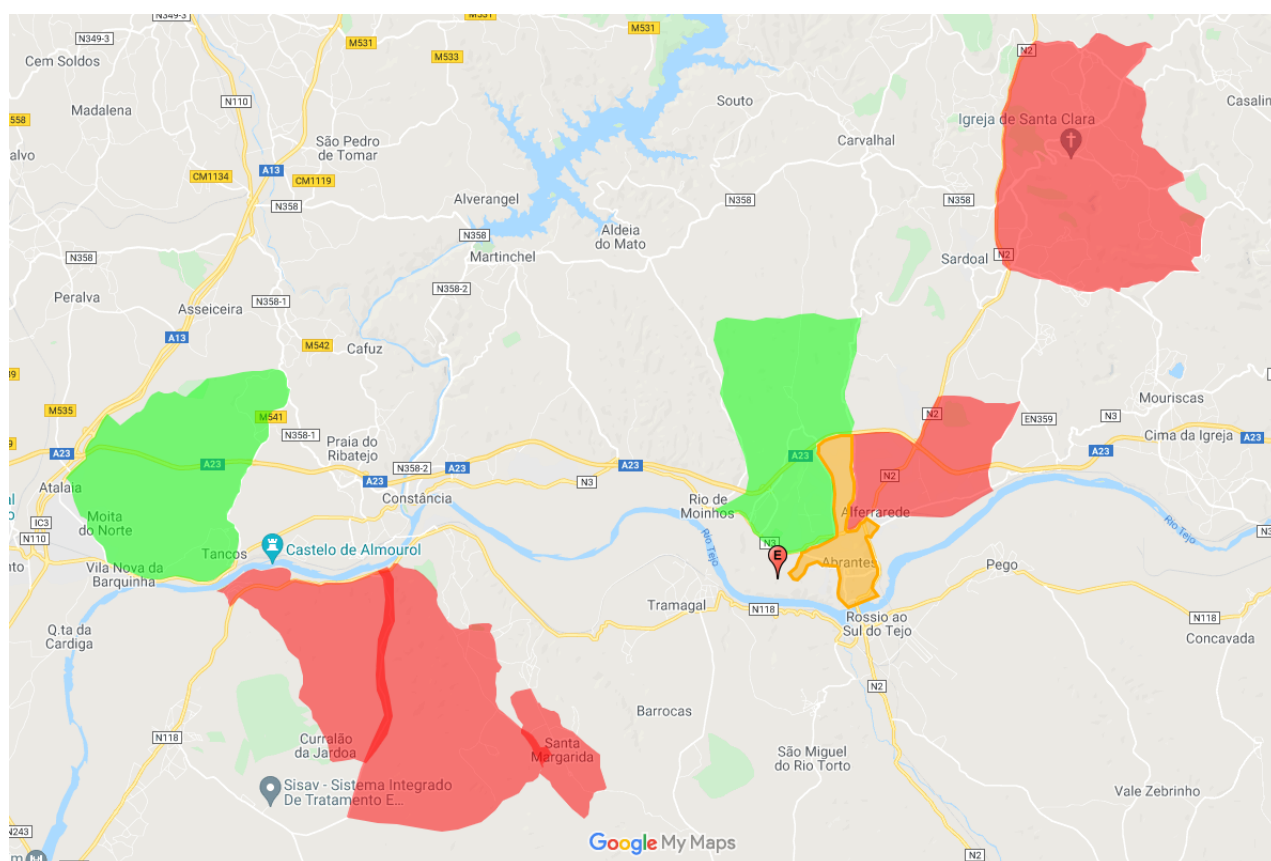 N349-3
N349-3
M531
M531
N2
Cem Soldos
M533
Madalena
N110
Souto
Casalin
558
Igreja de Santa Clara
São Pedro
de Tomar
Carvalhal
alvo
A13
CM1134
CM1119
N358
Alverangel
N358
N358
N358
Aldeia
do Mato
N358
Martinchel
Sardoal
N2
N358-2
Peralva
N358-1
Asseiceira
A13
M542
Cafuz
Mouriscas
M535
M541
N2
EN359
N3
N358-1
Praia do
Ribatejo
Cima da Igreja
A23
A23
A23
N358-2
A23
A23
A23
A23
N2
A23
N3
Atalaia
Constância
Rio de
Moinhos
Alferrarede
Moita
do Norte
IC3
N110
N3
Rio Tejo
Rio Tejo
N3
Tancos
Castelo de Almourol
E
Abrantes
Vila Nova da
Barquinha
Pego
Tramagal
N118
Rossio ao
Sul do Tejo
N118
Q.ta da
Cardiga
Concavada
N2
Barrocas
N118
Curralão
da Jardoa
Santa
Margarida
São Miguel
do Rio Torto
Sisav - Sistema Integrado
De Tratamento E...
Vale Zebrinho
N243
Google My Maps